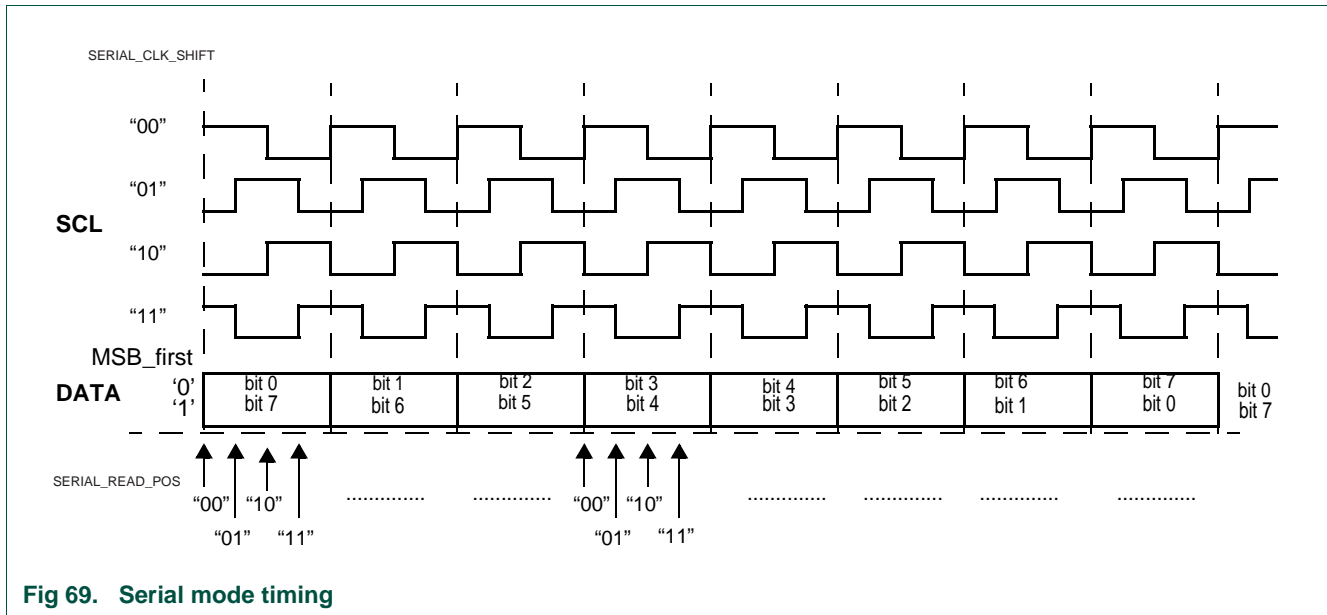 SERIAL_CLK_SHIFT
“00”
“01”
SCL
“10”
“11”
MSB_first
DATA ‘0’ bit 0 bit 1 bit 2 bit 3 bit 4 bit 5 bit 6 bit 7 bit 0
‘1’ bit 7 bit 6 bit 5 bit 4 bit 3 bit 2 bit 1 bit 0 bit 7
SERIAL_READ_POS
“00” “10” .............. .............. “00” “10” .............. .............. .............. ..............
“01” “11” “01” “11”
Fig 69. Serial mode timing